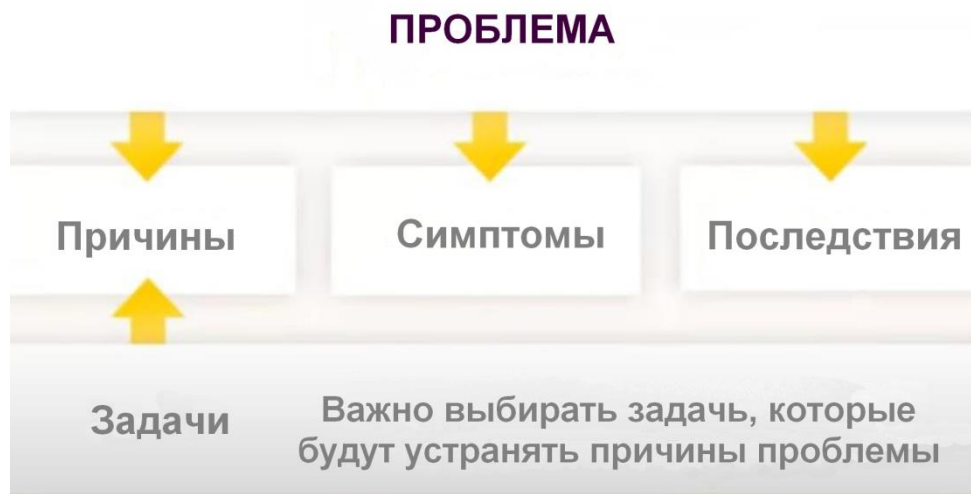 ПРОБЛЕМА
Причины
Симптомы
Последствия
Задачи
Важно выбирать задачь, которые
будут устранять причины проблемы